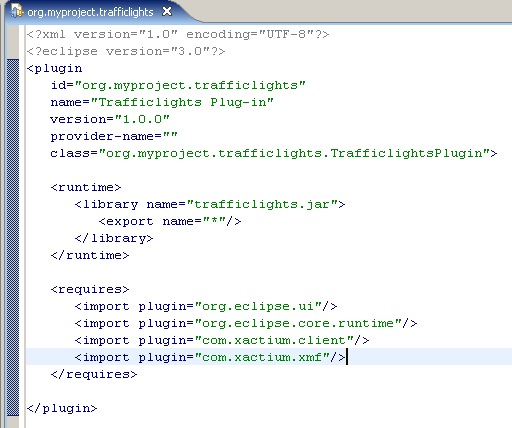 org.myproject.trafficlights
<?xml version="1.0" encoding="UTF-8"?>
<?eclipse version="3.0"?>
<plugin
   id="org.myproject.trafficlights"
   name="Trafficlights Plug-in"
   version="1.0.0"
   provider-name=""
   class="org.myproject.trafficlights.TrafficlightsPlugin">
   <runtime>
      <library name="trafficlights.jar">
         <export name="*"/>
      </library>
   </runtime>
   <requires>
      <import plugin="org.eclipse.ui"/>
      <import plugin="org.eclipse.core.runtime"/>
      <import plugin="com.xactium.client"/>
      <import plugin="com.xactium.xmf"/>
   </requires>
</plugin>